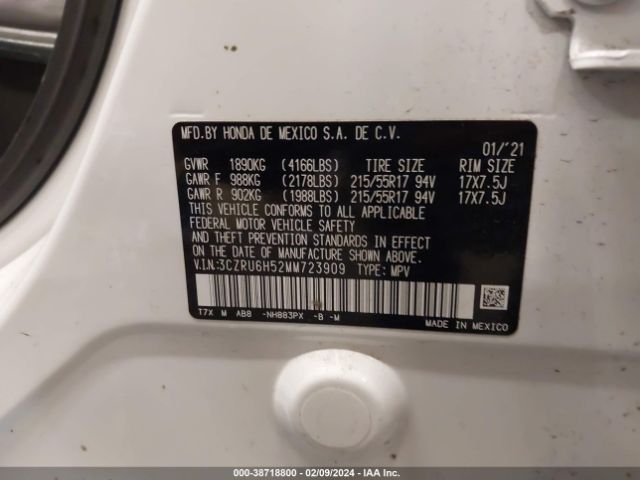 MFD.BY HONDA DE MEXICO S.A. DE C.V.
01/'21
GVWR 1890KG (4166LBS) TIRE SIZE RIM SIZE
GAWR F 988KG (2178LBS) 215/55R17 94V 17X7.5J
GAWR R 902KG (1988LBS) 215/55R17 94V 17X7.5J
THIS VEHICLE CONFORMS TO ALL APPLICABLE
FEDERAL MOTOR VEHICLE SAFETY
AND THEFT PREVENTION STANDARDS IN EFFECT
ON THE DATE OF MANUFACTURE SHOWN ABOVE.
V.I.N:3CZRU6H52MM723909 TYPE: MPV
T7X M AB8 -NH883PX -B -M
MADE IN MEXICO
000-38718800 - 02/09/2024 - IAA Inc.